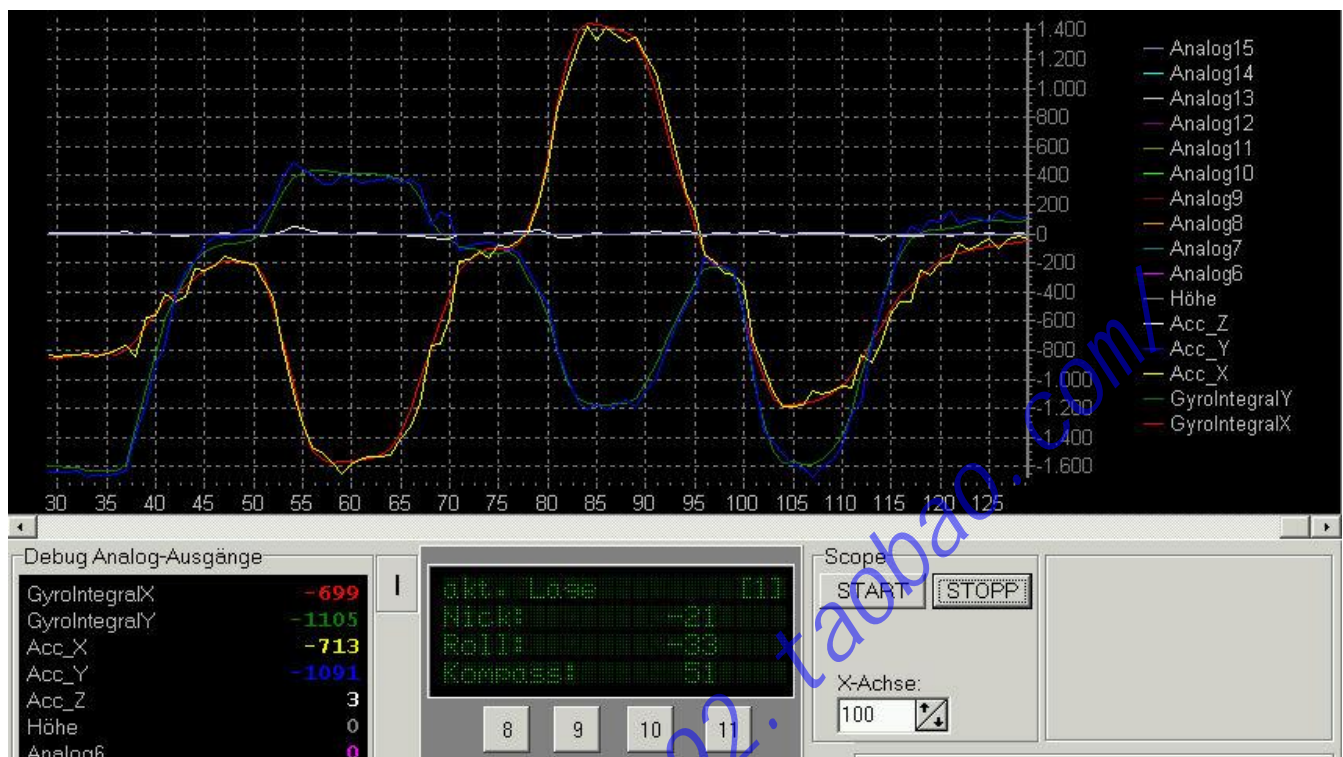 1.400
1.200
1.000
800
600
400
200
0
-200
-400
-600
-800
-1.000
-1.200
-1.400
-1.600
30 35 40 45 50 55 60 65 70 75 80 85 90 95 100 105 110 115 120 125
Analog15
Analog14
Analog13
Analog12
Analog11
Analog10
Analog9
Analog8
Analog7
Analog6
Höhe
Acc_Z
Acc_Y
Acc_X
GyroIntegralY
GyroIntegralX
Debug Analog-Ausgänge
GyroIntegralX -699
GyroIntegralY -1105
Acc_X -713
Acc_Y -1091
Acc_Z 3
Höhe 0
Analog6 0
akt. Lage [1]
Nick: -21
Roll: -33
Kompass: 51
8 9 10 11
Scope
START STOPP
X-Achse:
100
02.taobao.com/